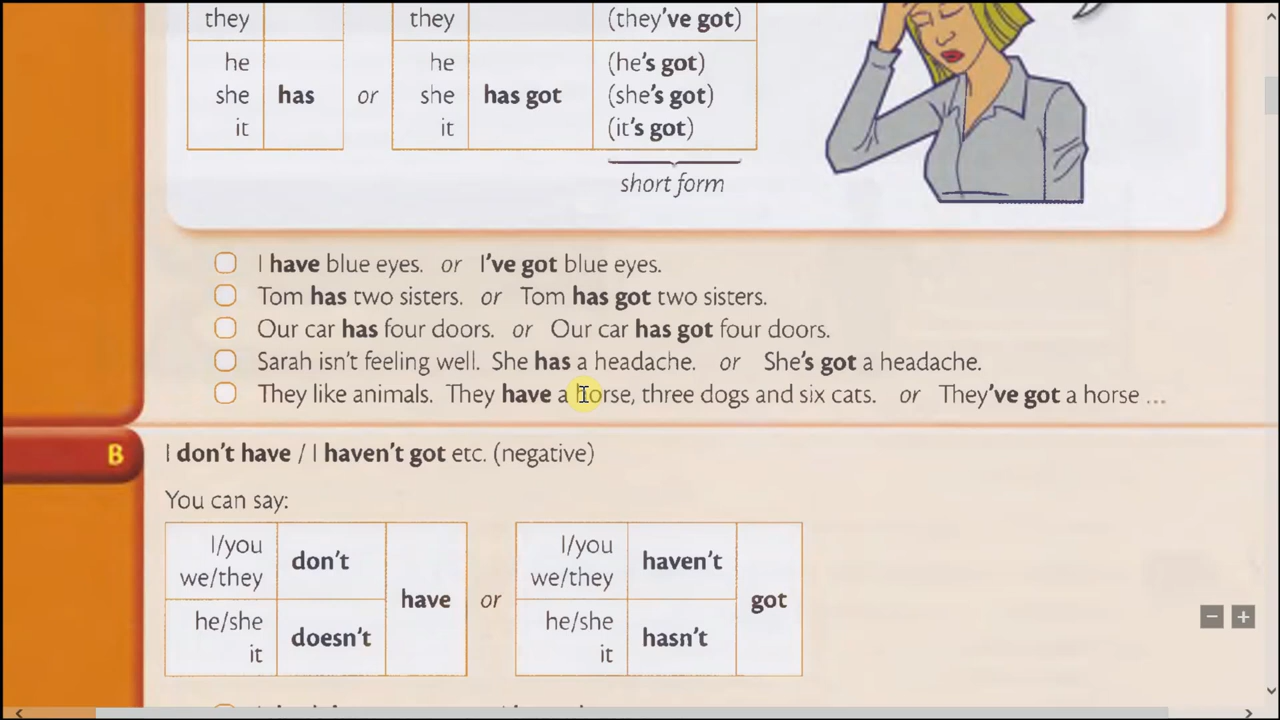 they they (they've got)
he he (he's got)
she has or she has got (she's got)
it it (it's got)
short form
I have blue eyes. or I've got blue eyes.
Tom has two sisters. or Tom has got two sisters.
Our car has four doors. or Our car has got four doors.
Sarah isn't feeling well. She has a headache. or She's got a headache.
They like animals. They have a horse, three dogs and six cats. or They've got a horse ...
B I don't have / I haven't got etc. (negative)
You can say:
I/you don't I/you haven't
we/they we/they
have or got
he/she doesn't he/she hasn't
it it